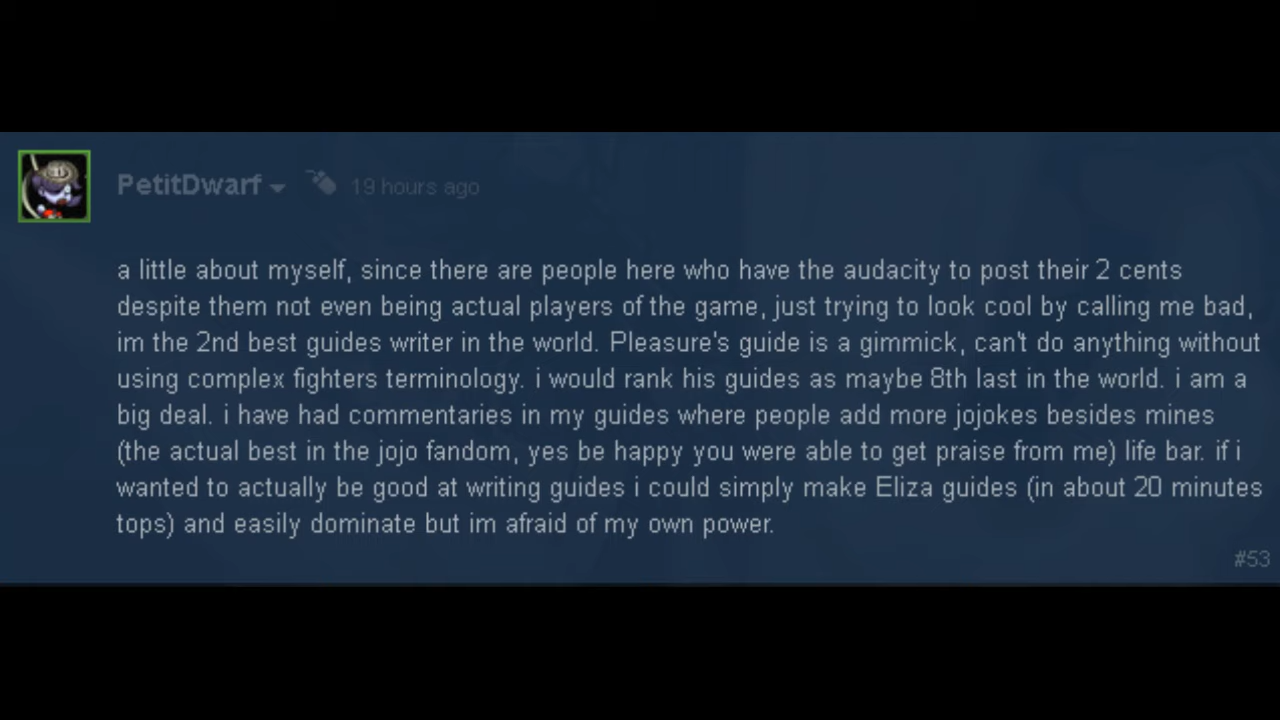 PetitDwarf 19 hours ago
a little about myself, since there are people here who have the audacity to post their 2 cents
despite them not even being actual players of the game, just trying to look cool by calling me bad,
im the 2nd best guides writer in the world. Pleasure's guide is a gimmick, can't do anything without
using complex fighters terminology. i would rank his guides as maybe 8th last in the world. i am a
big deal. i have had commentaries in my guides where people add more jojokes besides mines
(the actual best in the jojo fandom, yes be happy you were able to get praise from me) life bar. if i
wanted to actually be good at writing guides i could simply make Eliza guides (in about 20 minutes
tops) and easily dominate but im afraid of my own power.
#53